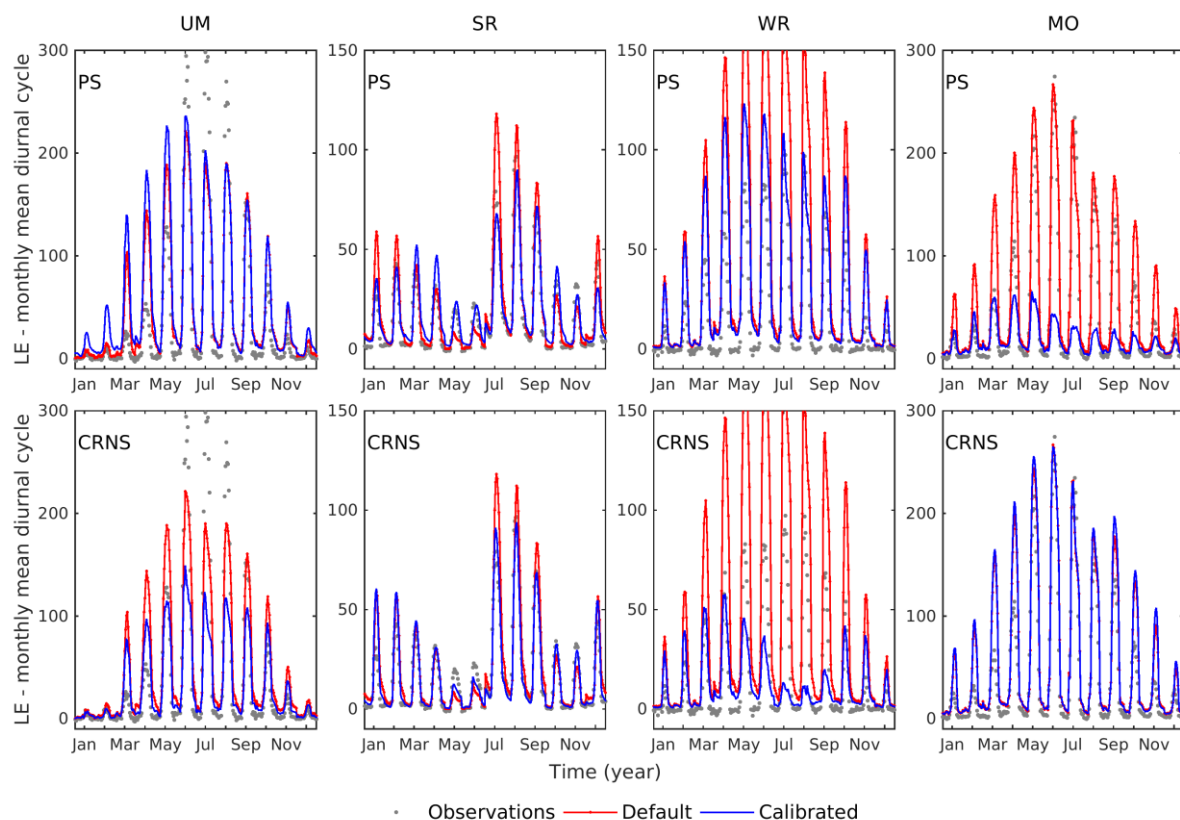 UM SR WR MO
LE - monthly mean diurnal cycle
300
200
100
0
PS
Jan Mar May Jul Sep Nov
150
100
50
0
PS
Jan Mar May Jul Sep Nov
150
100
50
0
PS
Jan Mar May Jul Sep Nov
300
200
100
0
PS
Jan Mar May Jul Sep Nov
LE - monthly mean diurnal cycle
300
200
100
0
CRNS
Jan Mar May Jul Sep Nov
150
100
50
0
CRNS
Jan Mar May Jul Sep Nov
150
100
50
0
CRNS
Jan Mar May Jul Sep Nov
300
200
100
0
CRNS
Jan Mar May Jul Sep Nov
Time (year)
Observations Default Calibrated